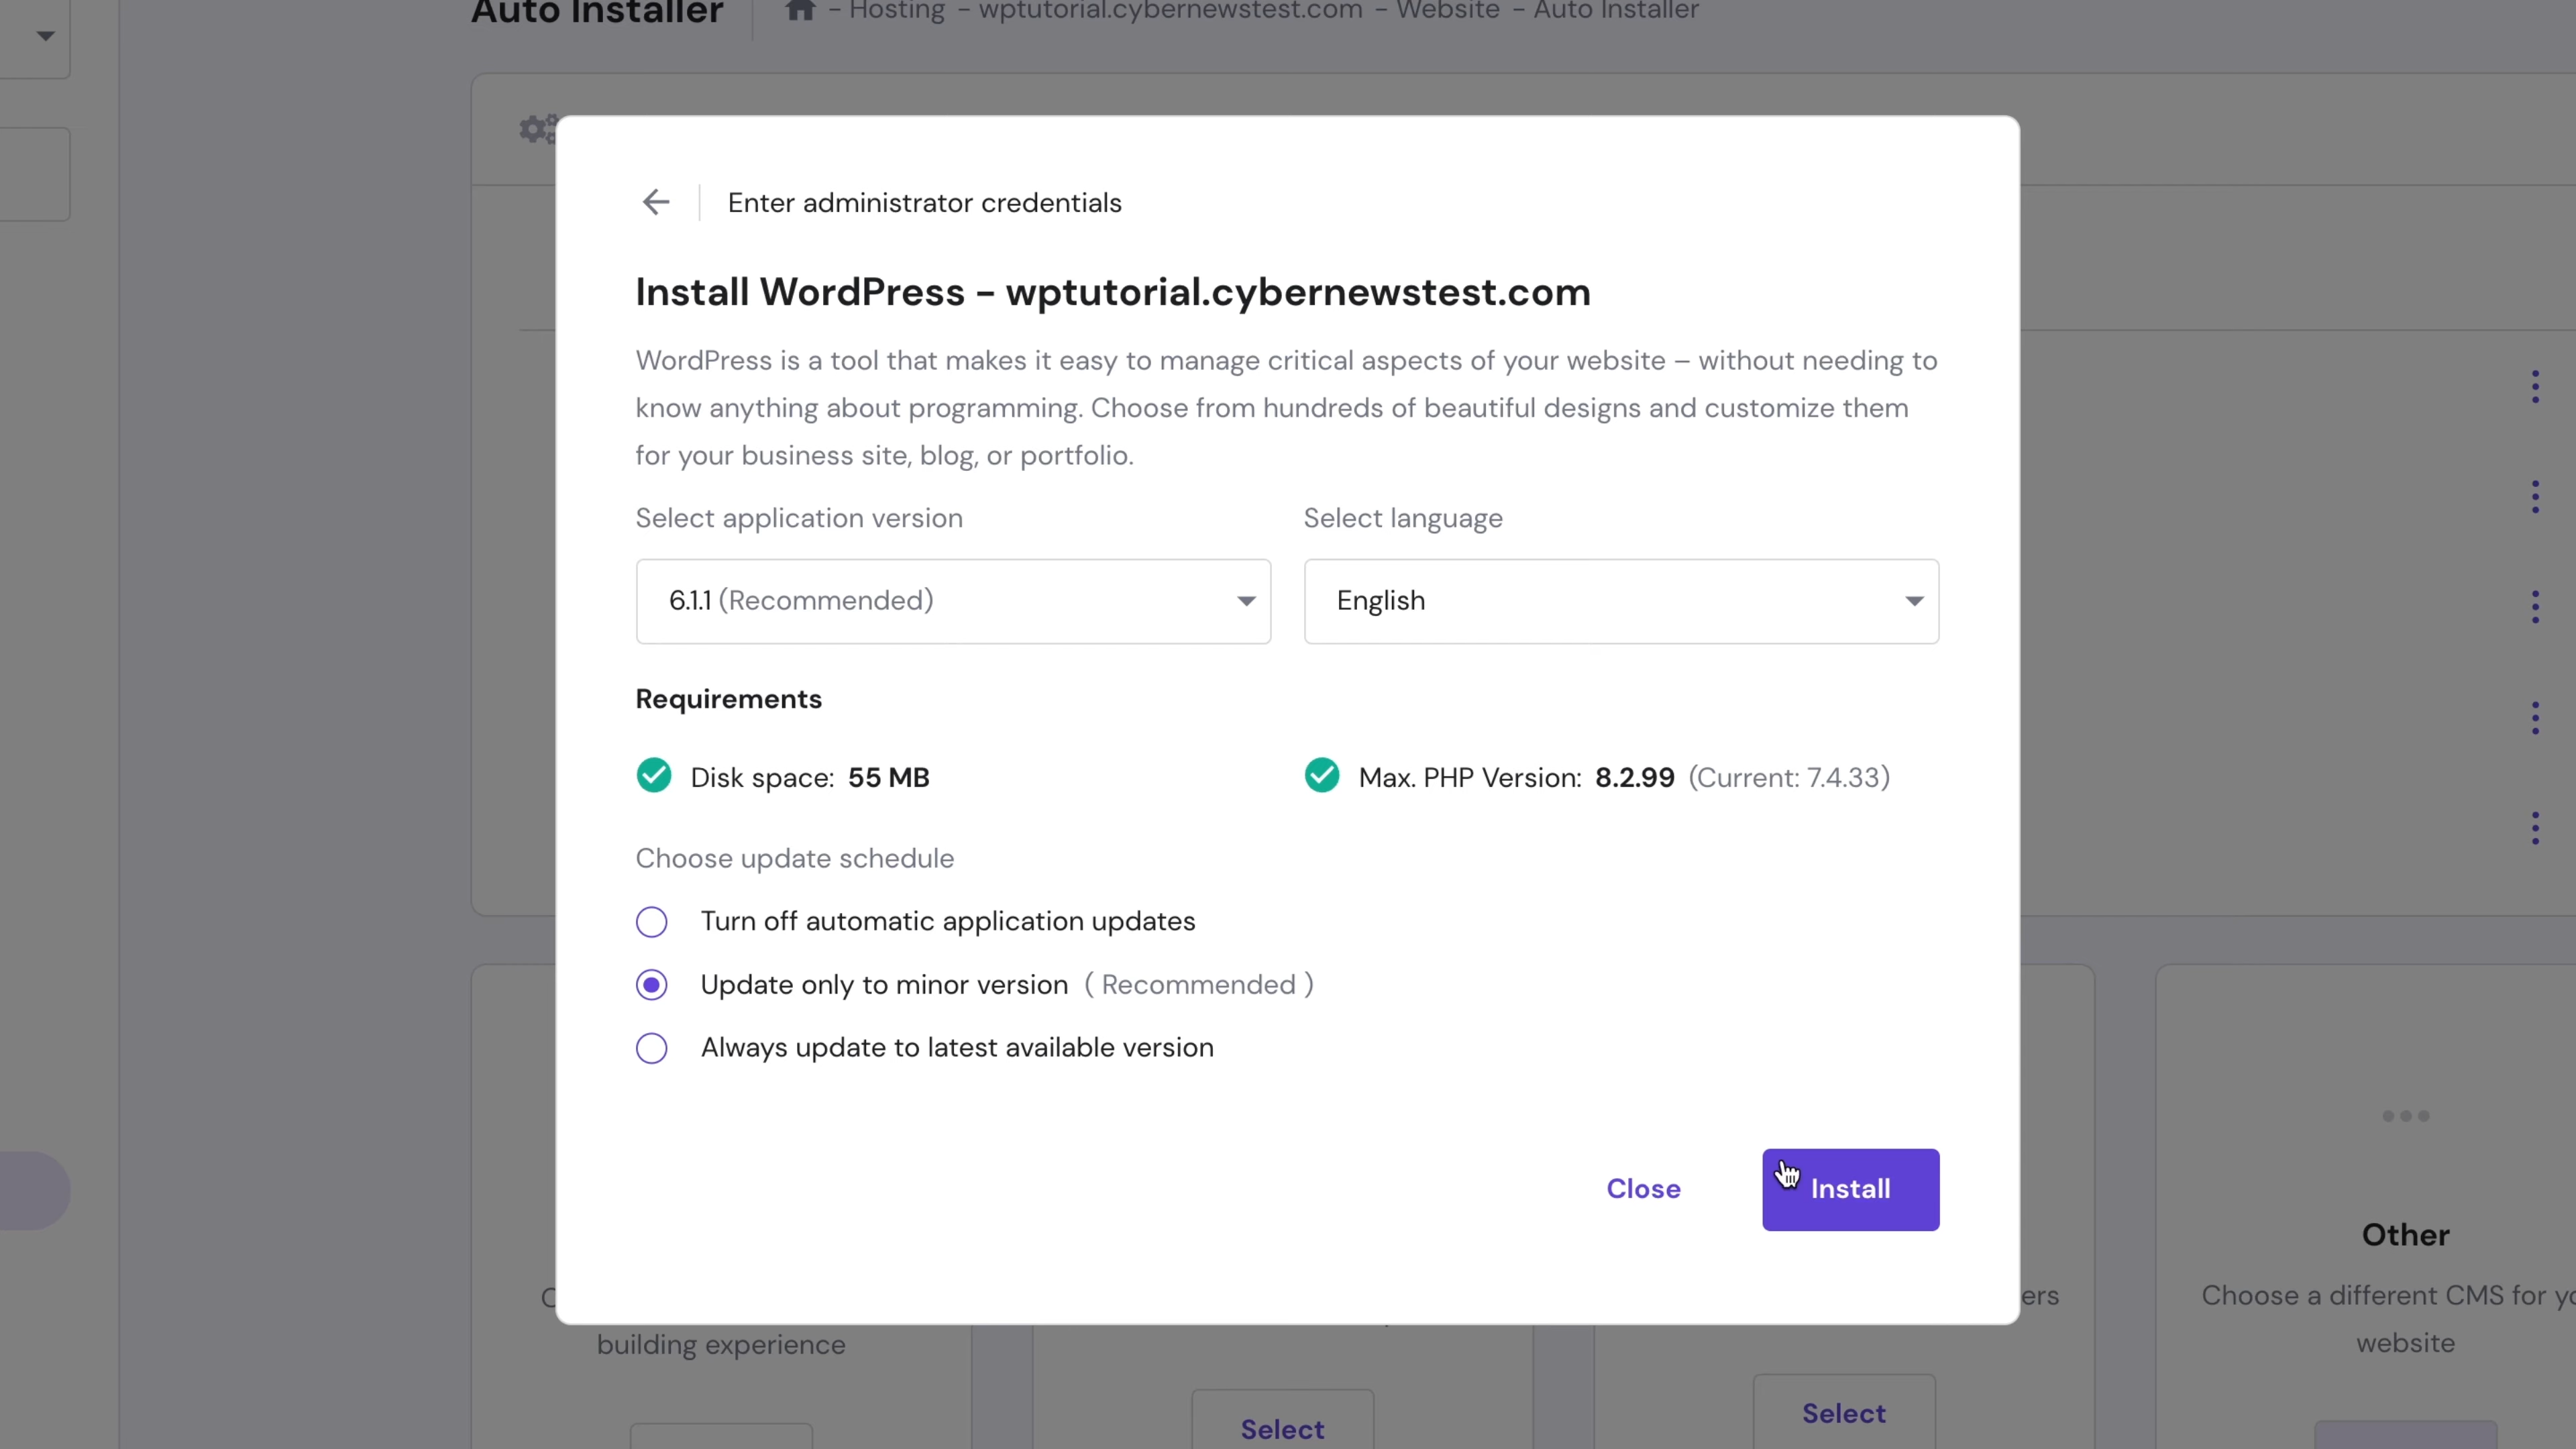 Auto Installer
– Hosting – wptutorial.cybernewstest.com – Website – Auto Installer
Enter administrator credentials
Install WordPress – wptutorial.cybernewstest.com
WordPress is a tool that makes it easy to manage critical aspects of your website – without needing to
know anything about programming. Choose from hundreds of beautiful designs and customize them
for your business site, blog, or portfolio.
Select application version
Select language
6.1.1 (Recommended)
English
Requirements
Disk space: 55 MB
Max. PHP Version: 8.2.99 (Current: 7.4.33)
Choose update schedule
Turn off automatic application updates
Update only to minor version ( Recommended )
Always update to latest available version
Close
Install
building experience
Select
Select
Other
Choose a different CMS for
website